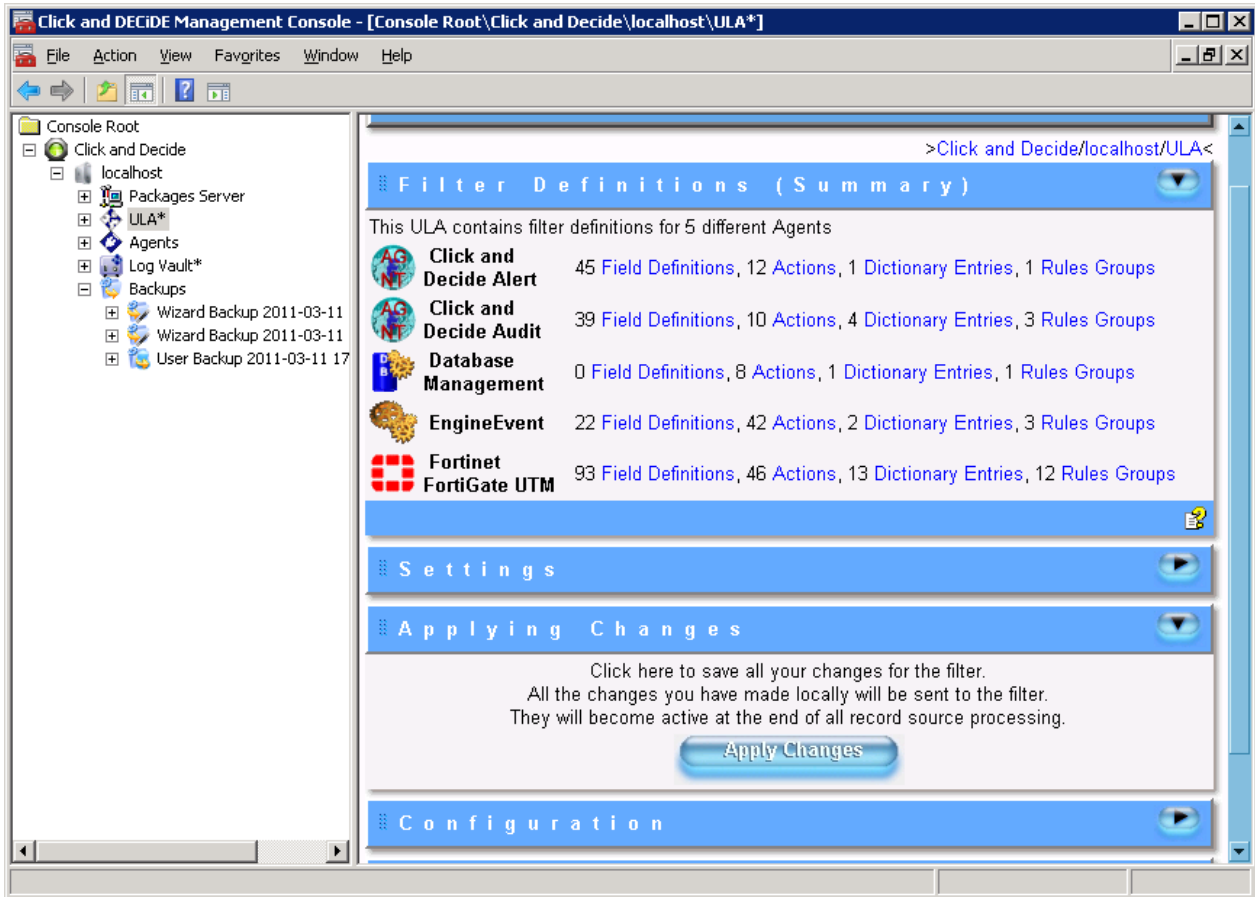 Click and DECiDE Management Console - [Console Root\Click and Decide\localhost\ULA*]
File Action View Favorites Window Help
Console Root
Click and Decide
localhost
Packages Server
ULA*
Agents
Log Vault*
Backups
Wizard Backup 2011-03-11
Wizard Backup 2011-03-11
User Backup 2011-03-11 17
>Click and Decide/localhost/ULA<
Filter Definitions (Summary)
This ULA contains filter definitions for 5 different Agents
AG NT
Click and Decide Alert
45 Field Definitions, 12 Actions, 1 Dictionary Entries, 1 Rules Groups
AG NT
Click and Decide Audit
39 Field Definitions, 10 Actions, 4 Dictionary Entries, 3 Rules Groups
DB
Database Management
0 Field Definitions, 8 Actions, 1 Dictionary Entries, 1 Rules Groups
EngineEvent
22 Field Definitions, 42 Actions, 2 Dictionary Entries, 3 Rules Groups
Fortinet FortiGate UTM
93 Field Definitions, 46 Actions, 13 Dictionary Entries, 12 Rules Groups
Settings
Applying Changes
Click here to save all your changes for the filter.
All the changes you have made locally will be sent to the filter.
They will become active at the end of all record source processing.
Apply Changes
Configuration